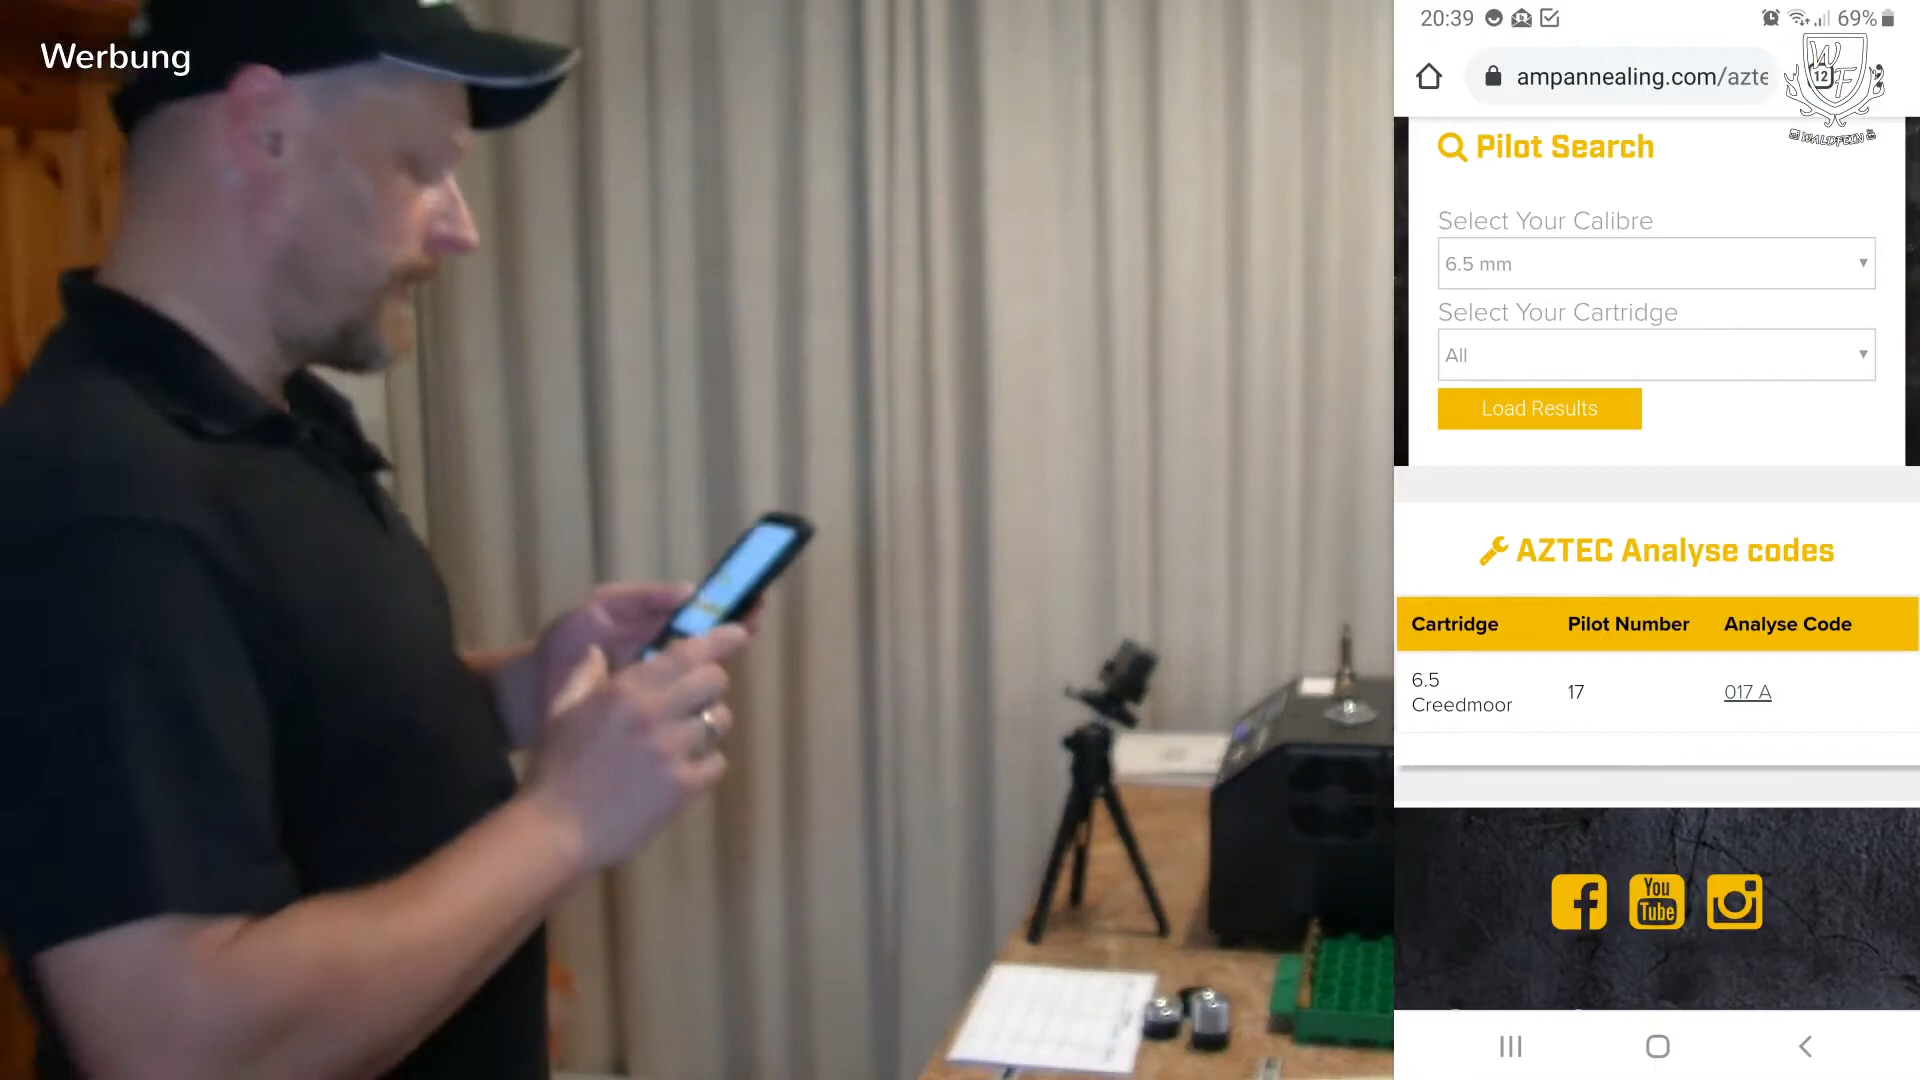 Werbung
20:39
69%
ampannealing.com/azte
W
12
F
WALDFEIN
Pilot Search
Select Your Calibre
6.5 mm
Select Your Cartridge
All
Load Results
AZTEC Analyse codes
Cartridge Pilot Number Analyse Code
6.5
Creedmoor
17
017 A
You
Tube